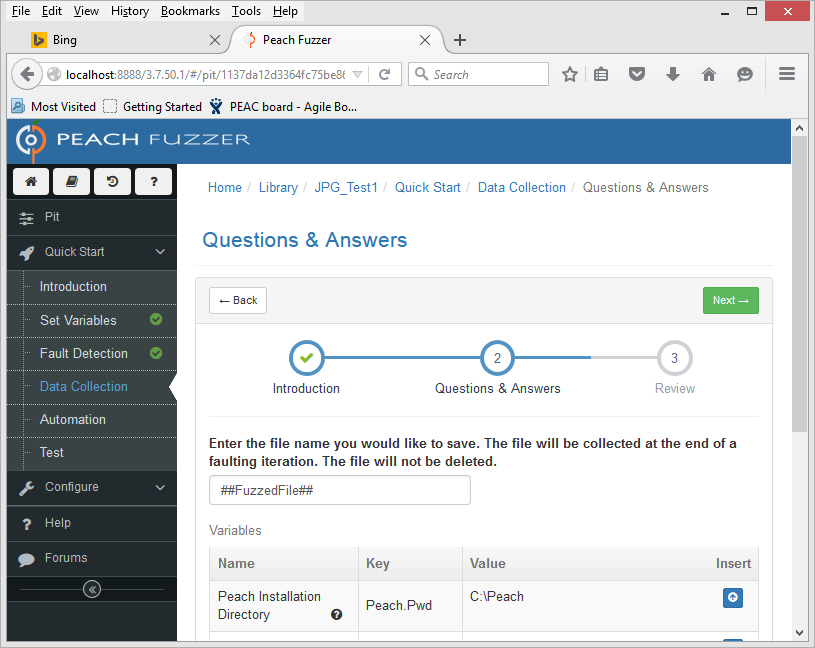 File Edit View History Bookmarks Tools Help
Bing
Peach Fuzzer
localhost:8888/3.7.50.1/#/pit/1137da12d3364fc75be8
Search
Most Visited Getting Started PEAC board - Agile Bo...
PEACH FUZZER
?
Home / Library / JPG_Test1 / Quick Start / Data Collection / Questions & Answers
Pit
Quick Start
Introduction
Set Variables
Fault Detection
Data Collection
Automation
Test
Configure
? Help
Forums
Questions & Answers
← Back
Next →
2
3
Introduction
Questions & Answers
Review
Enter the file name you would like to save. The file will be collected at the end of a
faulting iteration. The file will not be deleted.
##FuzzedFile##
Variables
Name Key Value Insert
Peach Installation
Directory ?
Peach.Pwd
C:\Peach